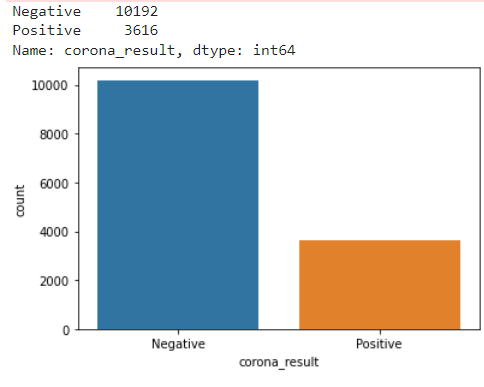 Negative    10192
Positive     3616
Name: corona_result, dtype: int64
10000
8000
6000
4000
2000
0
count
Negative
Positive
corona_result